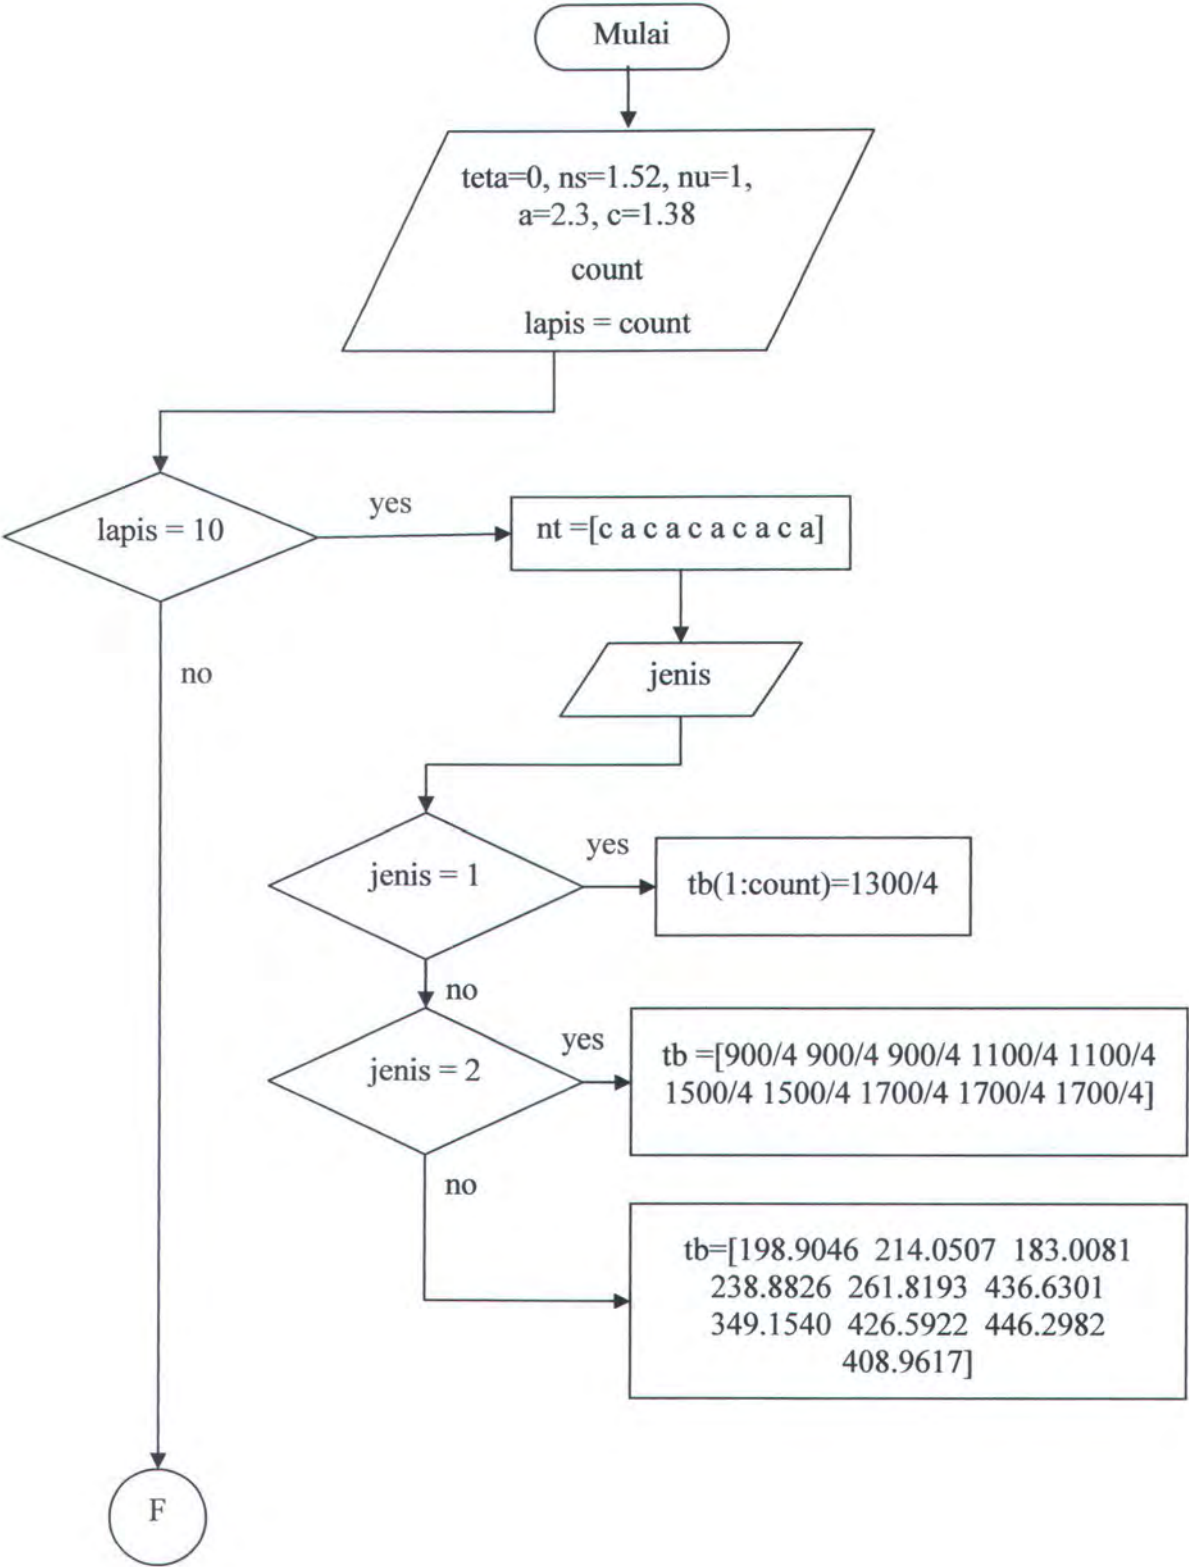 Mulai
teta=0, ns=1.52, nu=1,
a=2.3, c=1.38
count
lapis = count
lapis = 10
yes
nt =[c a c a c a c a c a]
no
jenis
jenis = 1
yes
tb(1:count)=1300/4
no
jenis = 2
yes
tb =[900/4 900/4 900/4 1100/4 1100/4
1500/4 1500/4 1700/4 1700/4 1700/4]
no
tb=[198.9046 214.0507 183.0081
238.8826 261.8193 436.6301
349.1540 426.5922 446.2982
408.9617]
F